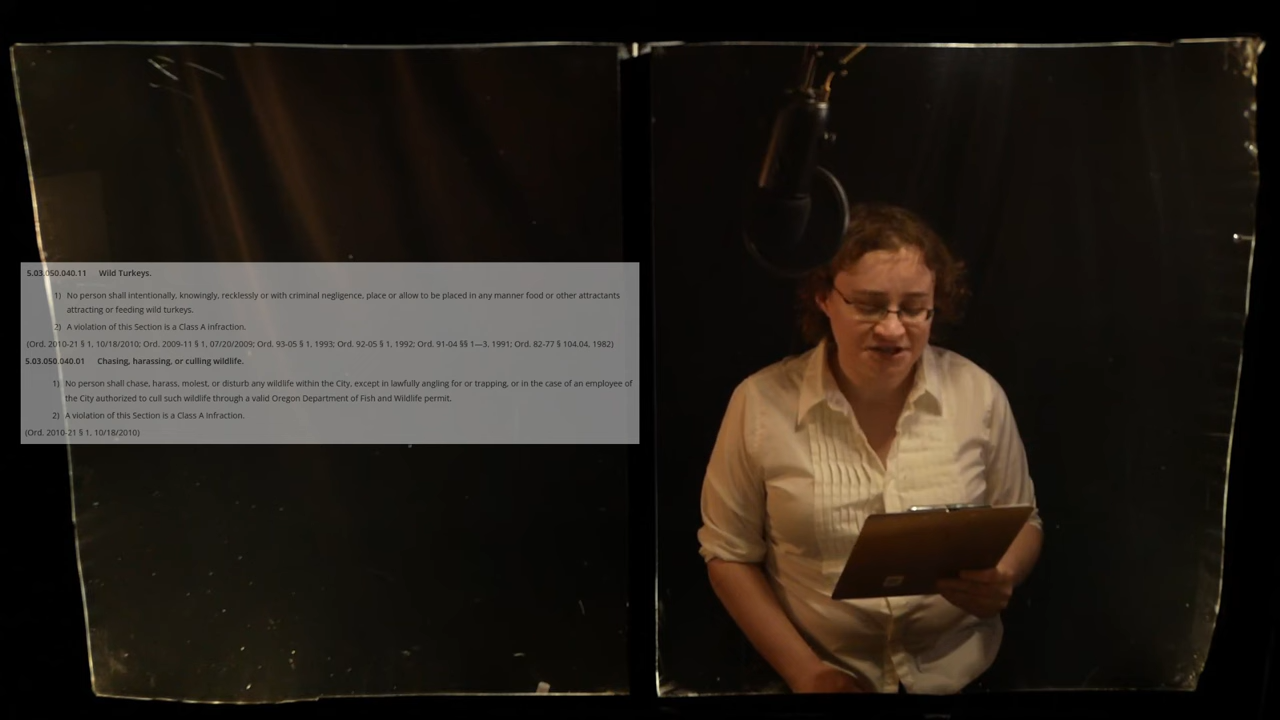 5.03.050.040.11 Wild Turkeys.
1) No person shall intentionally, knowingly, recklessly or with criminal negligence, place or allow to be placed in any manner food or other attractants
attracting or feeding wild turkeys.
2) A violation of this Section is a Class A infraction.
(Ord. 2010-21 § 1, 10/18/2010; Ord. 2009-11 § 1, 07/20/2009; Ord. 93-05 § 1, 1993; Ord. 92-05 § 1, 1992; Ord. 91-04 §§ 1—3, 1991; Ord. 82-77 § 104.04, 1982)
5.03.050.040.01 Chasing, harassing, or culling wildlife.
1) No person shall chase, harass, molest, or disturb any wildlife within the City, except in lawfully angling for or trapping, or in the case of an employee of
the City authorized to cull such wildlife through a valid Oregon Department of Fish and Wildlife permit.
2) A violation of this Section is a Class A infraction.
(Ord. 2010-21 § 1, 10/18/2010)